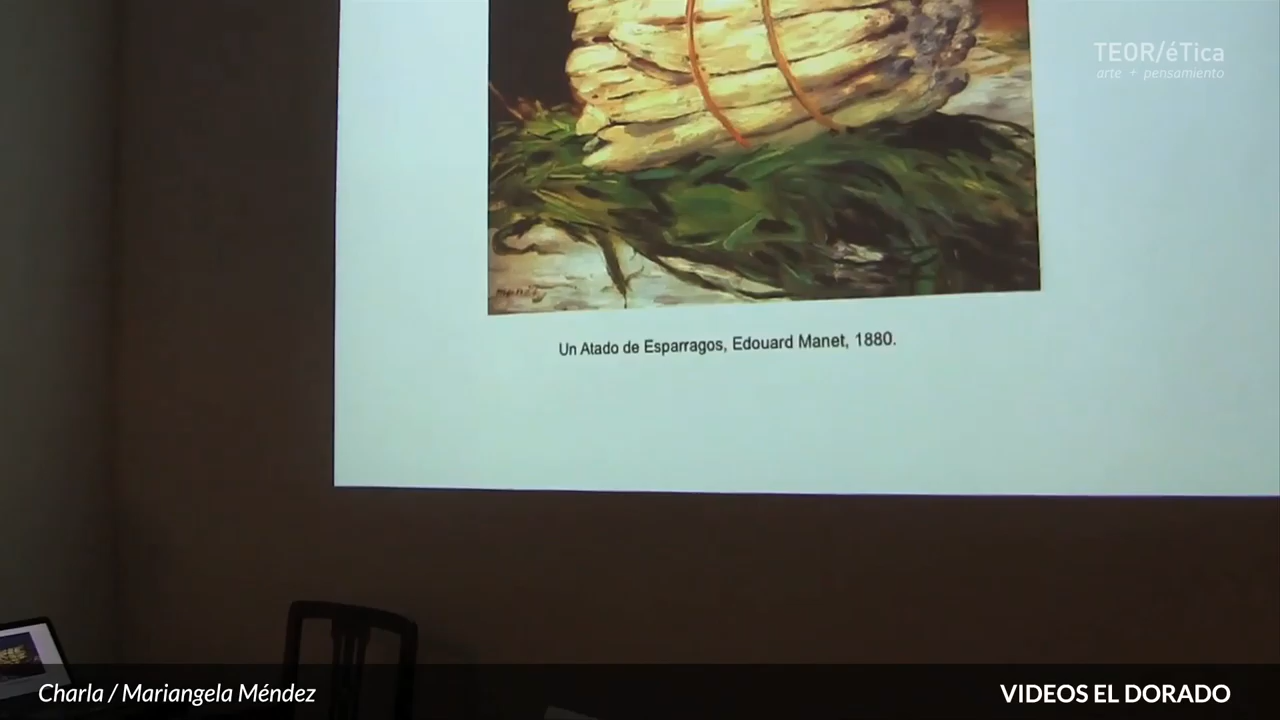 TEOR/éTica
arte + pensamiento
Un Atado de Esparragos, Edouard Manet, 1880.
Charla / Mariangela Méndez
VIDEOS EL DORADO